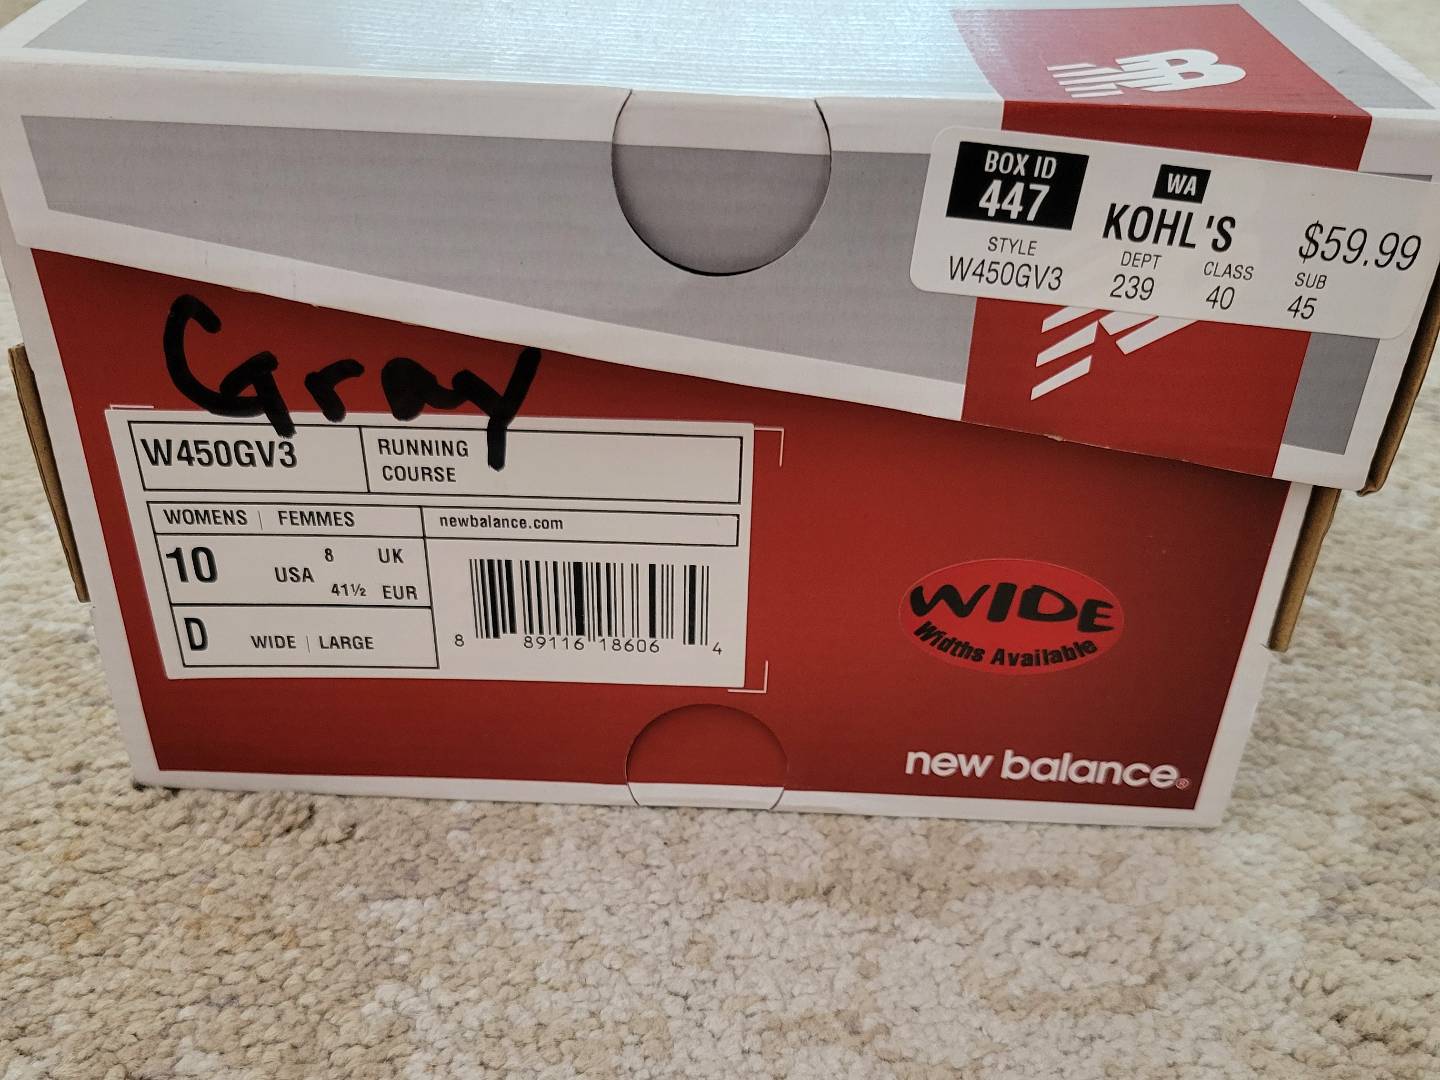 BOX ID
447
WA
KOHL'S
$59.99
STYLE
W450GV3
DEPT
239
CLASS
40
SUB
45
Gray
W450GV3
RUNNING
COURSE
WOMENS | FEMMES
newbalance.com
10 USA
8 UK
41½ EUR
D WIDE | LARGE
8 89116 18606 4
WIDE
Widths Available
new balance®